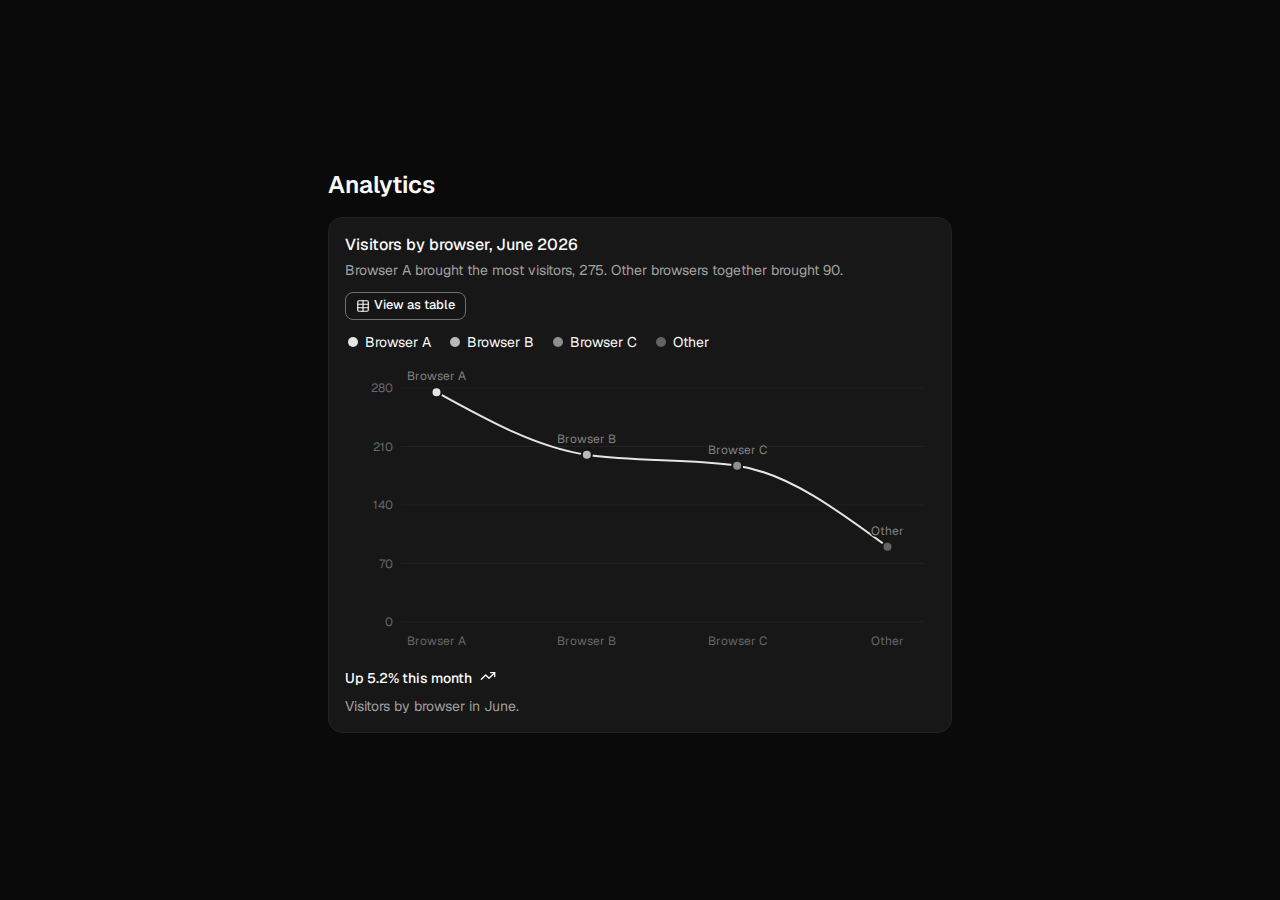 Analytics
Visitors by browser, June 2026
Browser A brought the most visitors, 275. Other browsers together brought 90.
View as table
Browser A
Browser B
Browser C
Other
Browser A
280
Browser B
210
Browser C
140
Other
70
0
Browser A
Browser B
Browser C
Other
Up 5.2% this month
Visitors by browser in June.